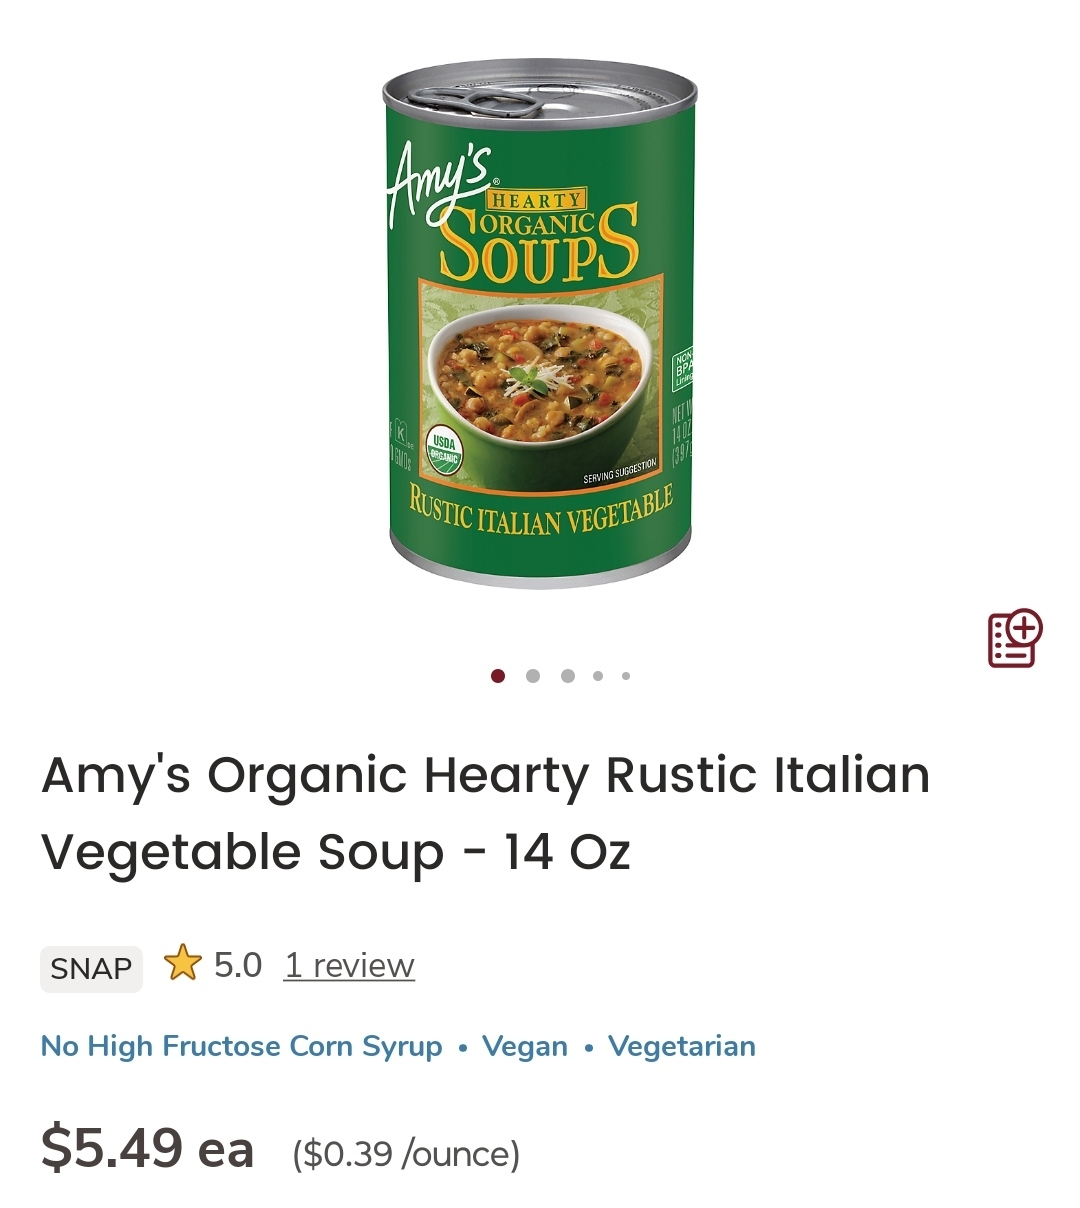 Amy's®
HEARTY
ORGANIC
SOUPS
NON-
BPA
Lining
USDA
ORGANIC
K
GMOs
NET W
14 OZ
(397g
SERVING SUGGESTION
RUSTIC ITALIAN VEGETABLE
Amy's Organic Hearty Rustic Italian
Vegetable Soup - 14 Oz
SNAP 5.0 1 review
No High Fructose Corn Syrup • Vegan • Vegetarian
$5.49 ea ($0.39 /ounce)